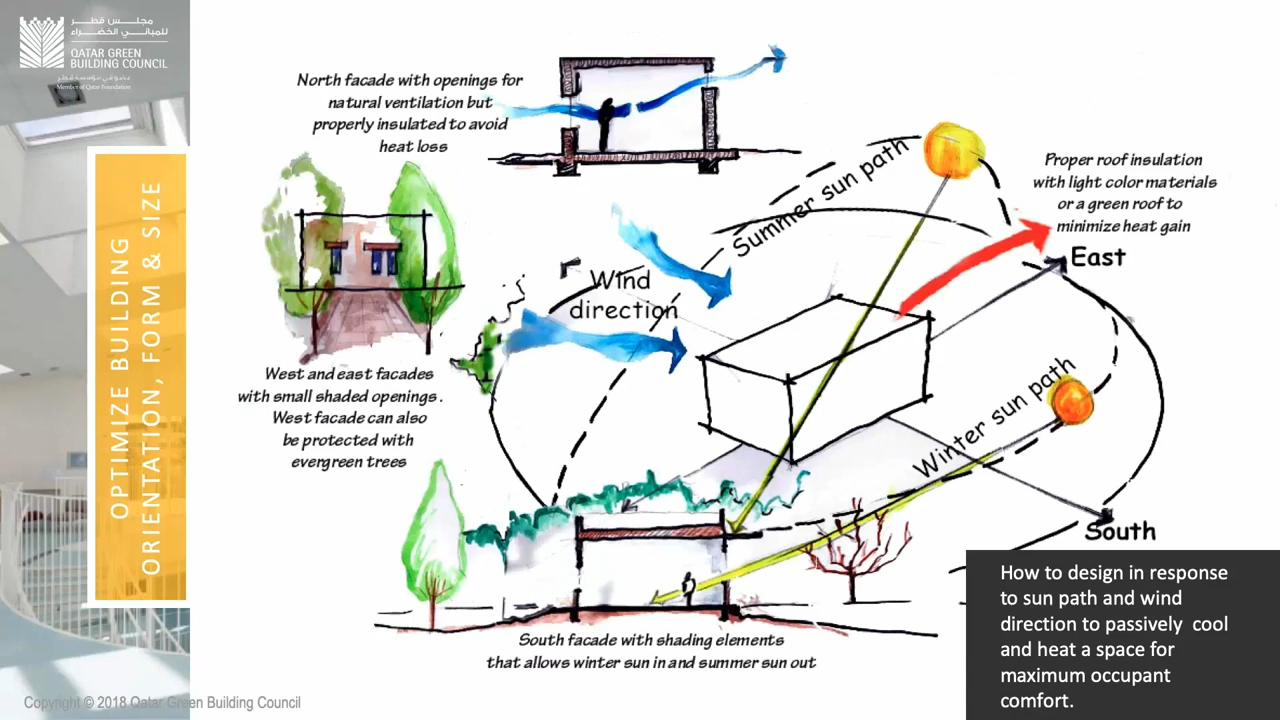 مجلس قطر
للمباني الخضراء
QATAR GREEN
BUILDING COUNCIL
عضو في مؤسسة قطر
Member of Qatar Foundation
OPTIMIZE BUILDING
ORIENTATION, FORM & SIZE
North facade with openings for
natural ventilation but
properly insulated to avoid
heat loss
Summer sun path
Proper roof insulation
with light color materials
or a green roof to
minimize heat gain
East
Wind
direction
West and east facades
with small shaded openings.
West facade can also
be protected with
evergreen trees
Winter sun path
South
South facade with shading elements
that allows winter sun in and summer sun out
How to design in response
to sun path and wind
direction to passively cool
and heat a space for
maximum occupant
comfort.
Copyright © 2018 Qatar Green Building Council